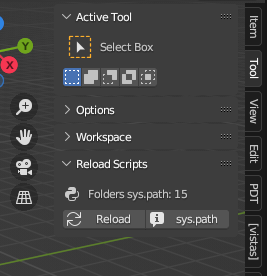 Active Tool
Select Box
Options
Workspace
Reload Scripts
Folders sys.path: 15
Reload
sys.path
Item
Tool
View
Edit
PDT
[vistas]
Y
X